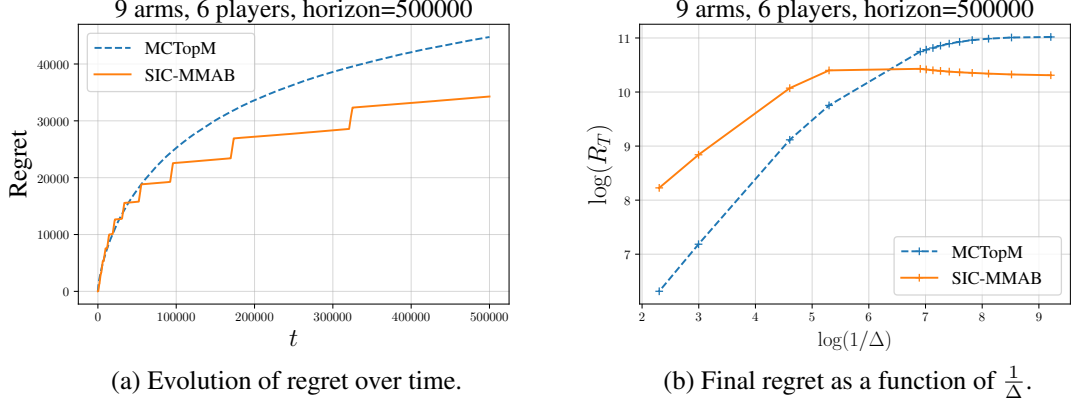 9 arms, 6 players, horizon=500000
MCTopM
SIC-MMAB
Regret
40000
30000
20000
10000
0
0
100000
200000
300000
400000
500000
t
(a) Evolution of regret over time.
9 arms, 6 players, horizon=500000
log(R_T)
11
10
9
8
7
MCTopM
SIC-MMAB
2
3
4
5
6
7
8
9
log(1/Δ)
(b) Final regret as a function of 1/Δ.